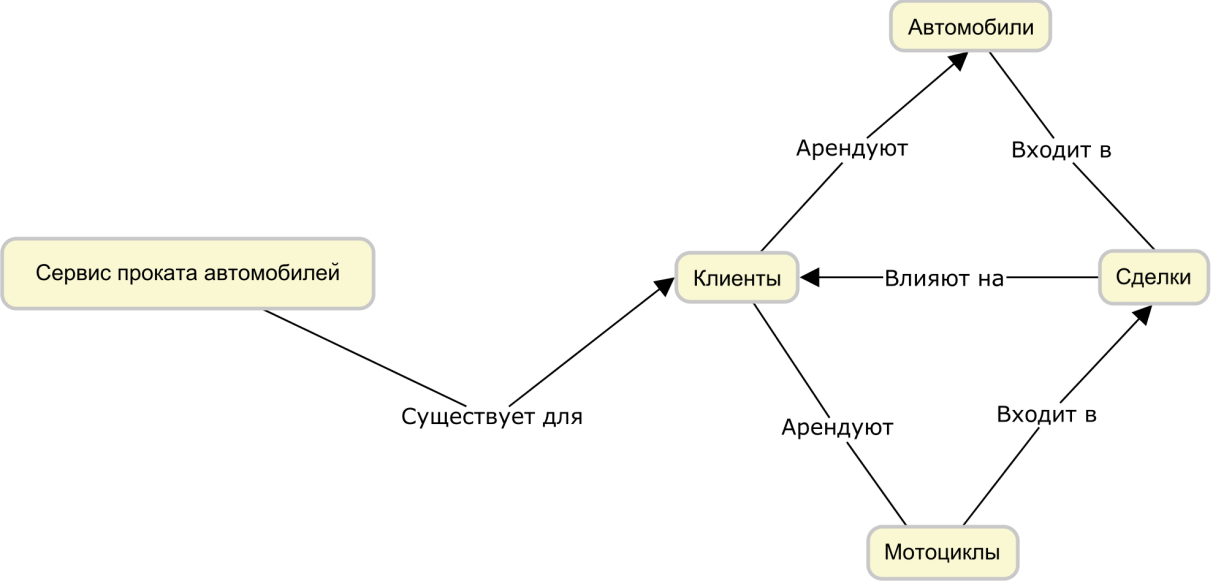 Автомобили
Арендуют
Входит в
Сервис проката автомобилей
Клиенты
Влияют на
Сделки
Существует для
Арендуют
Входит в
Мотоциклы